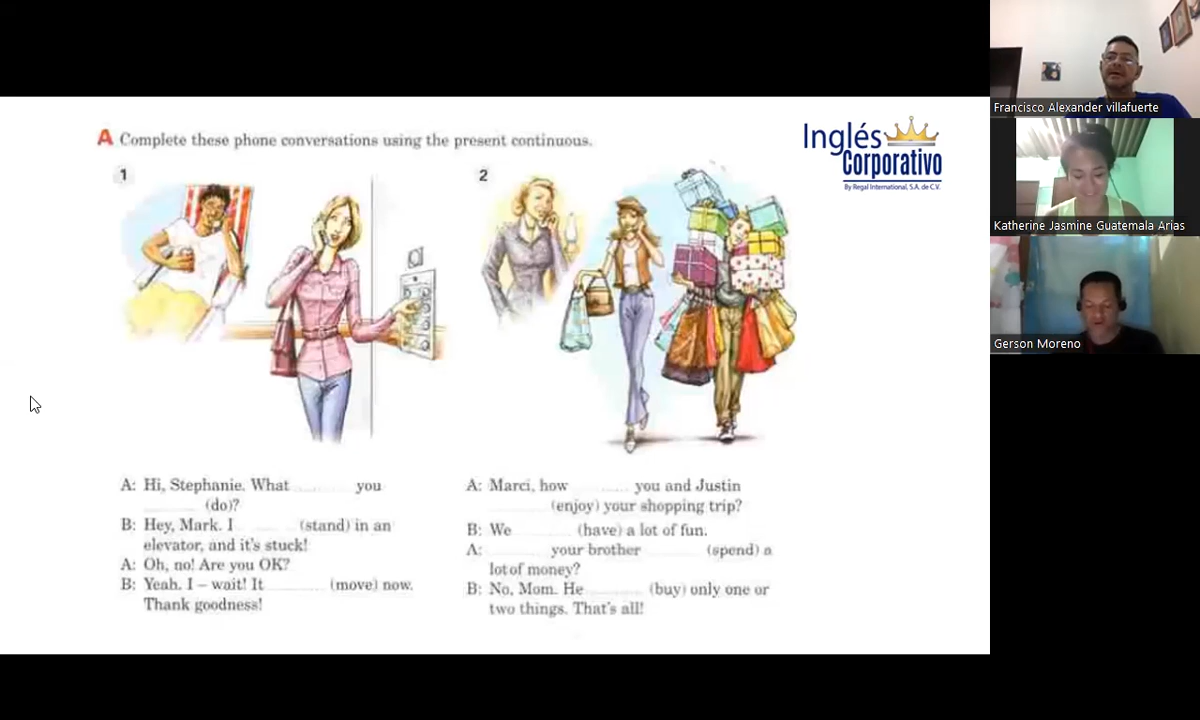 A Complete these phone conversations using the present continuous.
Inglés
Corporativo
By Regal International, S.A. de C.V.
1
A: Hi, Stephanie. What ______ you
______ (do)?
B: Hey, Mark. I ______ (stand) in an
elevator, and it's stuck!
A: Oh, no! Are you OK?
B: Yeah. I – wait! It ______ (move) now.
Thank goodness!
2
A: Marci, how ______ you and Justin
______ (enjoy) your shopping trip?
B: We ______ (have) a lot of fun.
A: ______ your brother ______ (spend) a
lot of money?
B: No, Mom. He ______ (buy) only one or
two things. That's all!
Francisco Alexander villafuerte
Katherine Jasmine Guatemala Arias
Gerson Moreno